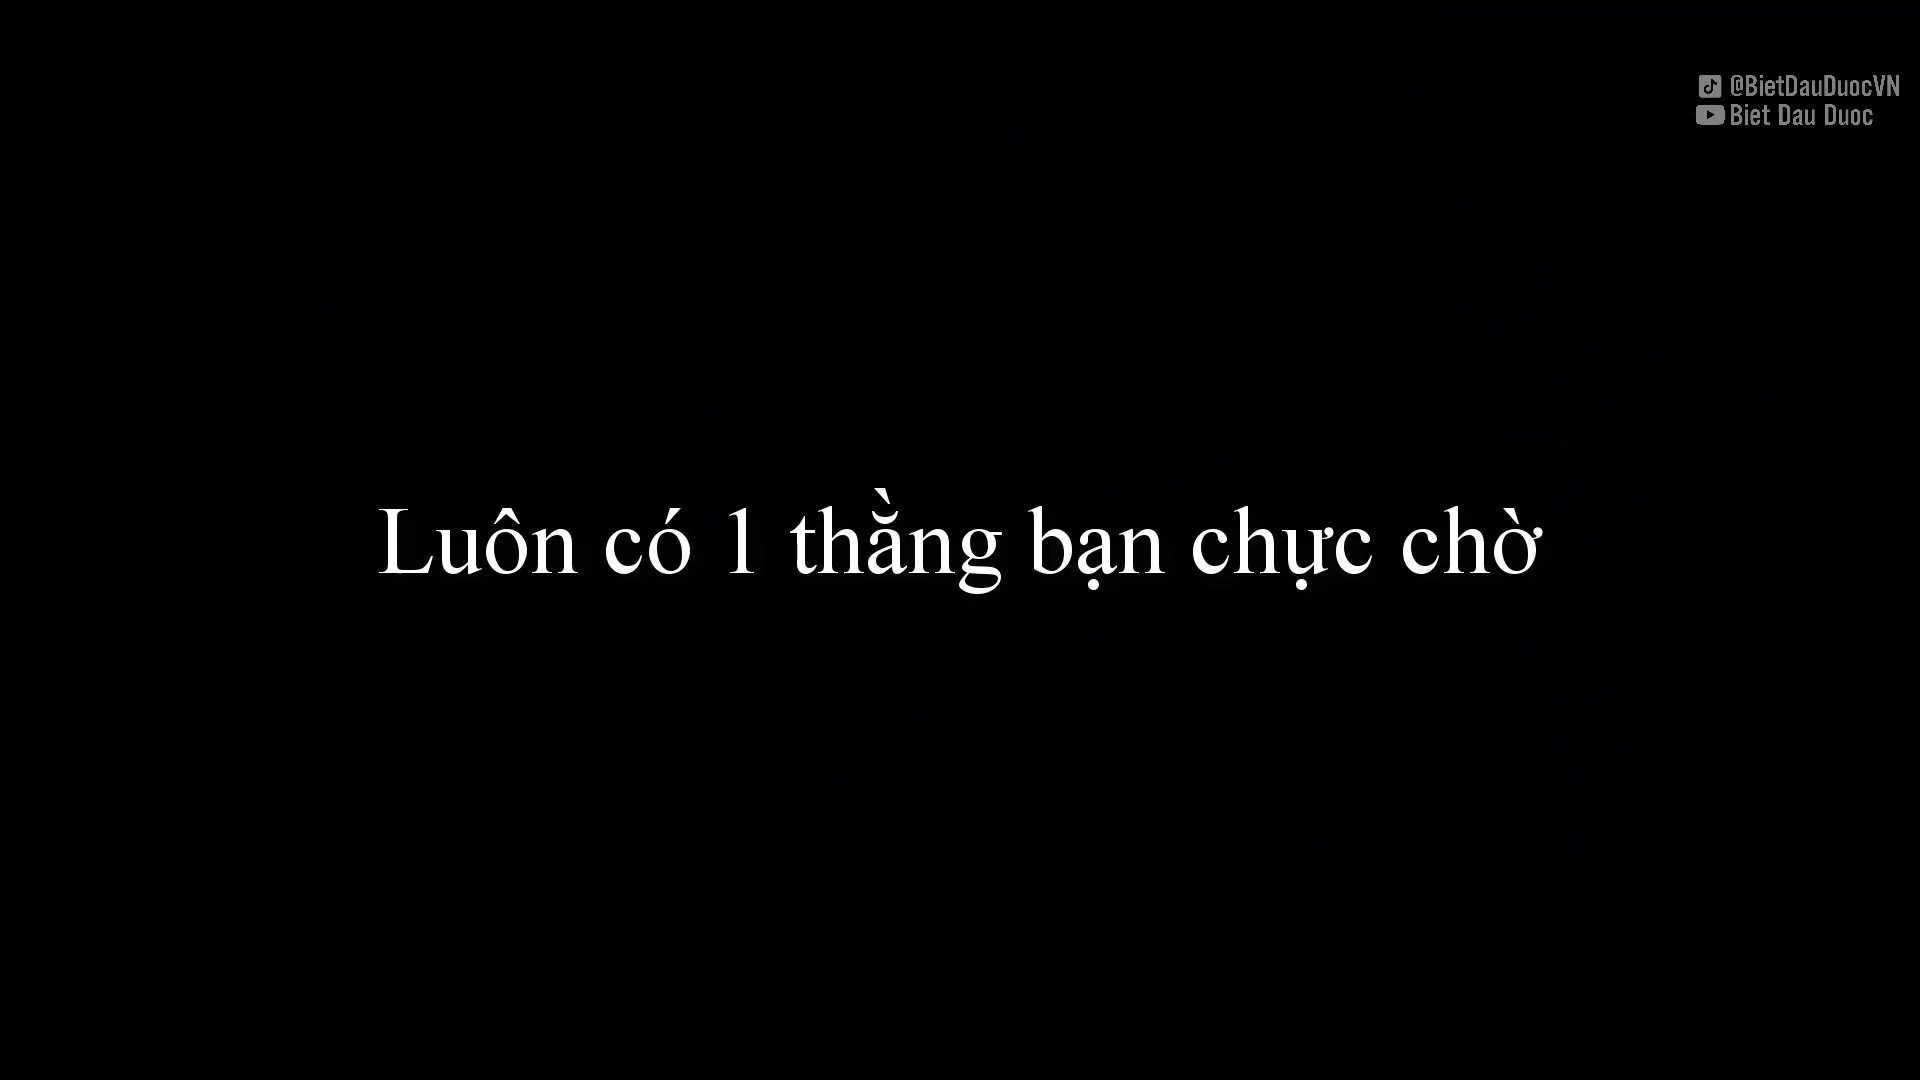 @BietDauDuocVN
Biet Dau Duoc
Luôn có 1 thằng bạn chực chờ